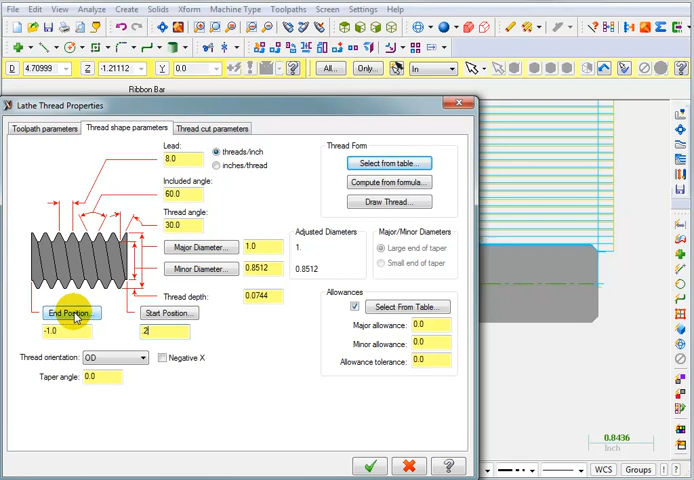 File Edit View Analyze Create Solids Xform Machine Type Toolpaths Screen Settings Help
D 4.70999 Z -1.21112 Y 0.0 All... Only... In
Ribbon Bar
Lathe Thread Properties
Toolpath parameters Thread shape parameters Thread cut parameters
Lead:
8.0 threads/inch
inches/thread
Included angle:
60.0
Thread angle:
30.0
Major Diameter... 1.0
Minor Diameter... 0.8512
Thread depth: 0.0744
End Position... Start Position...
-1.0 .2
Thread orientation: OD Negative X
Taper angle: 0.0
Thread Form
Select from table...
Compute from formula...
Draw Thread...
Adjusted Diameters
1.
0.8512
Major/Minor Diameters
Large end of taper
Small end of taper
Allowances
Select From Table...
Major allowance: 0.0
Minor allowance: 0.0
Allowance tolerance: 0.0
0.8436
Inch
WCS Groups ! ?